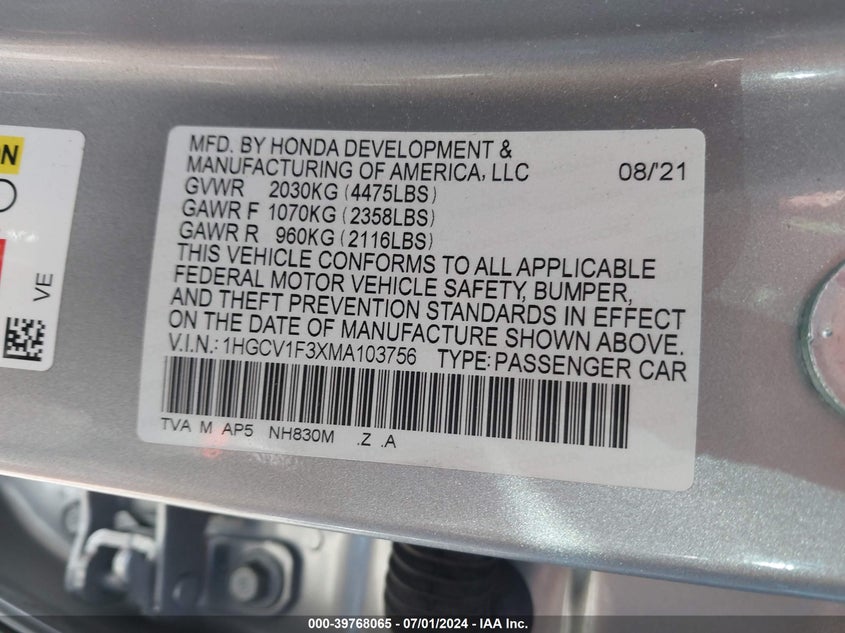 MFD. BY HONDA DEVELOPMENT &
MANUFACTURING OF AMERICA, LLC 08/'21
GVWR 2030KG (4475LBS)
GAWR F 1070KG (2358LBS)
GAWR R 960KG (2116LBS)
THIS VEHICLE CONFORMS TO ALL APPLICABLE
FEDERAL MOTOR VEHICLE SAFETY, BUMPER,
AND THEFT PREVENTION STANDARDS IN EFFECT
ON THE DATE OF MANUFACTURE SHOWN ABOVE.
V.I.N.: 1HGCV1F3XMA103756 TYPE: PASSENGER CAR
TVA M AP5 NH830M .Z .A
VE
000-39768065 / 07/01/2024 - IAA Inc.